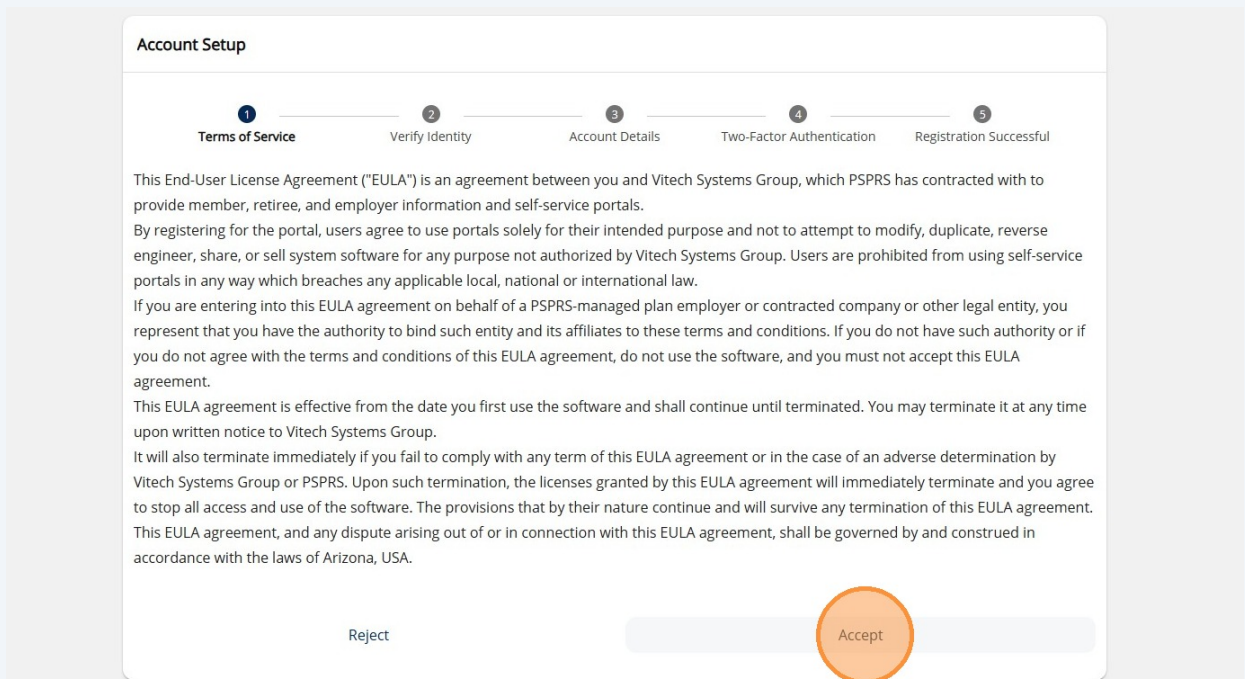 Account Setup
1 2 3 4 5
Terms of Service Verify Identity Account Details Two-Factor Authentication Registration Successful
This End-User License Agreement ("EULA") is an agreement between you and Vitech Systems Group, which PSPRS has contracted with to
provide member, retiree, and employer information and self-service portals.
By registering for the portal, users agree to use portals solely for their intended purpose and not to attempt to modify, duplicate, reverse
engineer, share, or sell system software for any purpose not authorized by Vitech Systems Group. Users are prohibited from using self-service
portals in any way which breaches any applicable local, national or international law.
If you are entering into this EULA agreement on behalf of a PSPRS-managed plan employer or contracted company or other legal entity, you
represent that you have the authority to bind such entity and its affiliates to these terms and conditions. If you do not have such authority or if
you do not agree with the terms and conditions of this EULA agreement, do not use the software, and you must not accept this EULA
agreement.
This EULA agreement is effective from the date you first use the software and shall continue until terminated. You may terminate it at any time
upon written notice to Vitech Systems Group.
It will also terminate immediately if you fail to comply with any term of this EULA agreement or in the case of an adverse determination by
Vitech Systems Group or PSPRS. Upon such termination, the licenses granted by this EULA agreement will immediately terminate and you agree
to stop all access and use of the software. The provisions that by their nature continue and will survive any termination of this EULA agreement.
This EULA agreement, and any dispute arising out of or in connection with this EULA agreement, shall be governed by and construed in
accordance with the laws of Arizona, USA.
Reject Accept